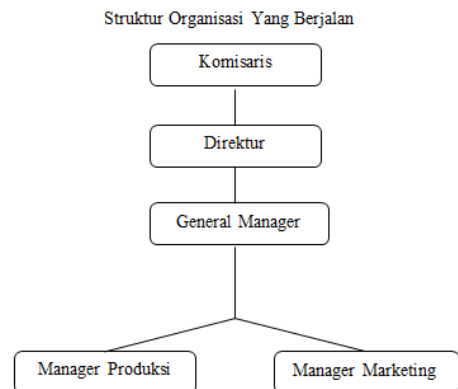 Struktur Organisasi Yang Berjalan
Komisaris
Direktur
General Manager
Manager Produksi
Manager Marketing